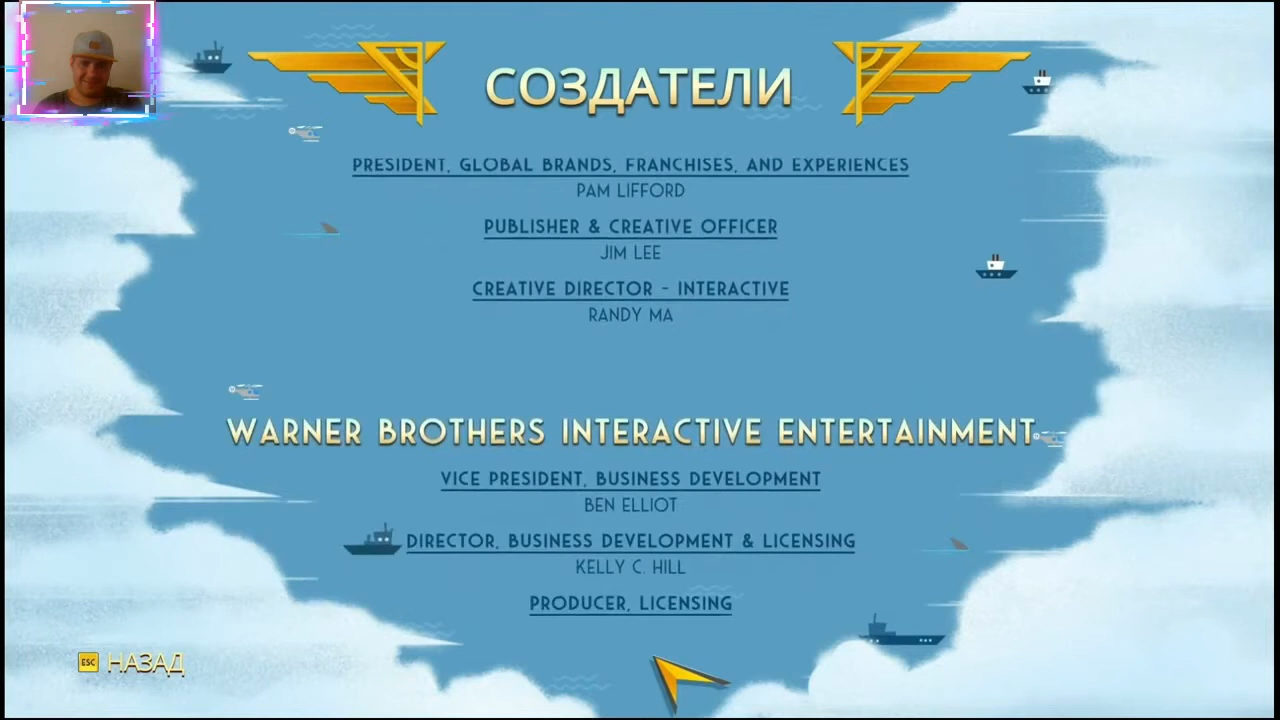 СОЗДАТЕЛИ
PRESIDENT, GLOBAL BRANDS, FRANCHISES, AND EXPERIENCES
PAM LIFFORD
PUBLISHER & CREATIVE OFFICER
JIM LEE
CREATIVE DIRECTOR - INTERACTIVE
RANDY MA
WARNER BROTHERS INTERACTIVE ENTERTAINMENT
VICE PRESIDENT, BUSINESS DEVELOPMENT
BEN ELLIOT
DIRECTOR, BUSINESS DEVELOPMENT & LICENSING
KELLY C. HILL
PRODUCER, LICENSING
ESC НАЗАД